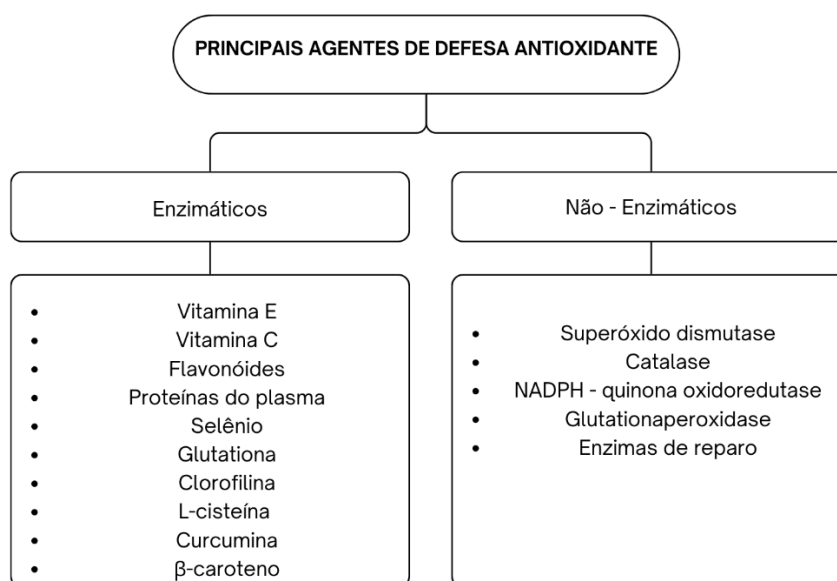 PRINCIPAIS AGENTES DE DEFESA ANTIOXIDANTE
Enzimáticos
• Vitamina E
• Vitamina C
• Flavonóides
• Proteínas do plasma
• Selênio
• Glutationa
• Clorofilina
• L-cisteína
• Curcumina
• β-caroteno
Não - Enzimáticos
• Superóxido dismutase
• Catalase
• NADPH - quinona oxidoredutase
• Glutationaperoxidase
• Enzimas de reparo